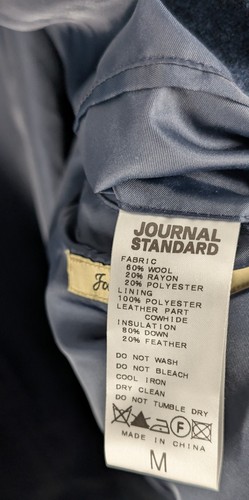 JOURNAL
STANDARD
FABRIC
60% WOOL
20% RAYON
20% POLYESTER
LINING
100% POLYESTER
LEATHER PART
COWHIDE
INSULATION
80% DOWN
20% FEATHER
DO NOT WASH
DO NOT BLEACH
COOL IRON
DRY CLEAN
DO NOT TUMBLE DRY
F
MADE IN CHINA
M